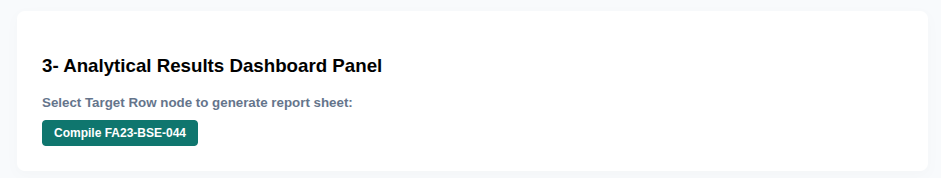 3- Analytical Results Dashboard Panel
Select Target Row node to generate report sheet:
Compile FA23-BSE-044